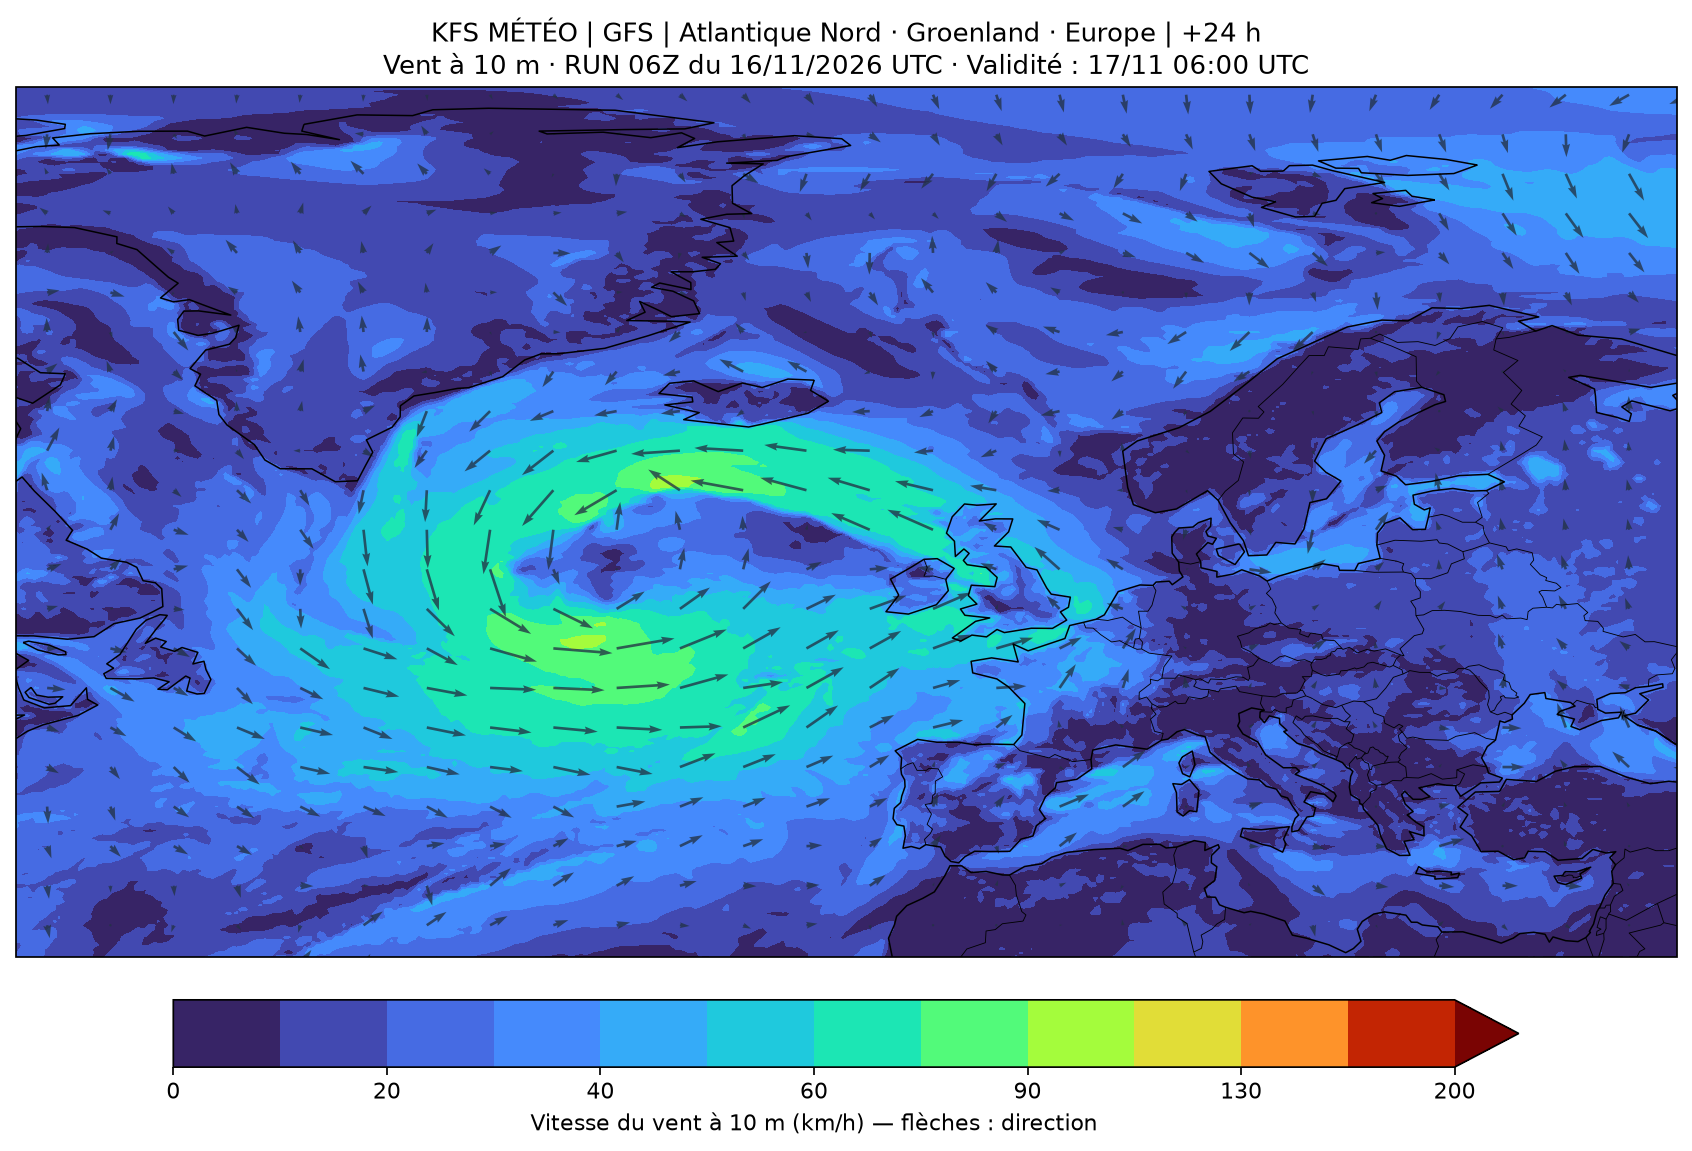 KFS MÉTÉO | GFS | Atlantique Nord · Groenland · Europe | +24 h
Vent à 10 m · RUN 06Z du 16/11/2026 UTC · Validité : 17/11 06:00 UTC
0 20 40 60 90 130 200
Vitesse du vent à 10 m (km/h) — flèches : direction